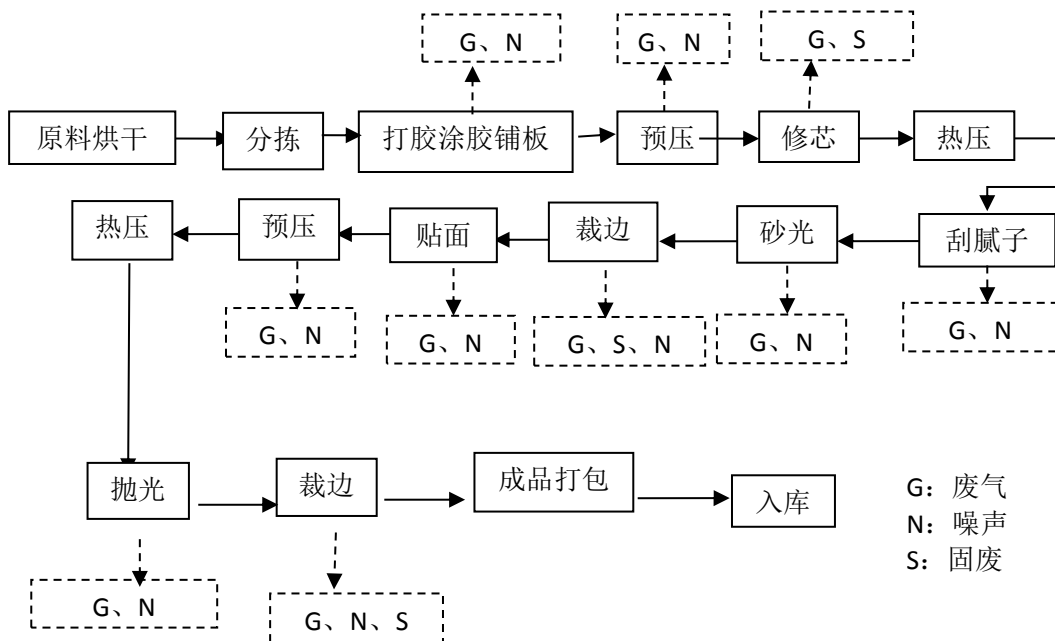 G、N
G、N
G、S
原料烘干
分拣
打胶涂胶铺板
预压
修芯
热压
热压
预压
贴面
裁边
砂光
刮腻子
G、N
G、N
G、S、N
G、N
G、N
抛光
裁边
成品打包
入库
G：废气
N：噪声
S：固废
G、N
G、N、S